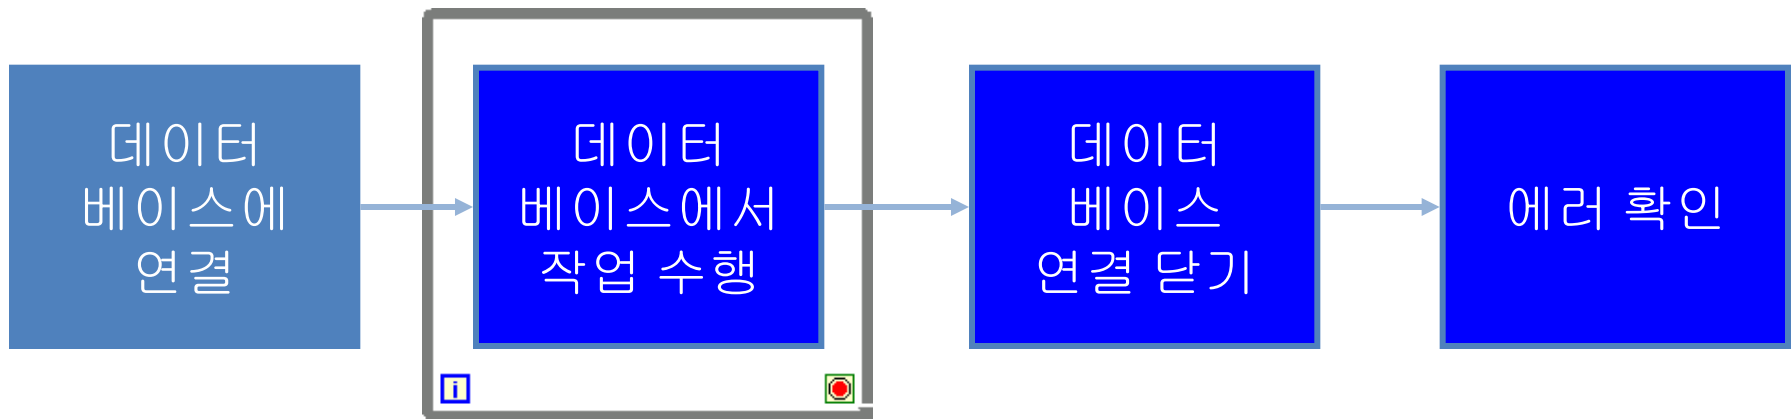 데이터
베이스에
연결
데이터
베이스에서
작업 수행
i
데이터
베이스
연결 닫기
에러 확인